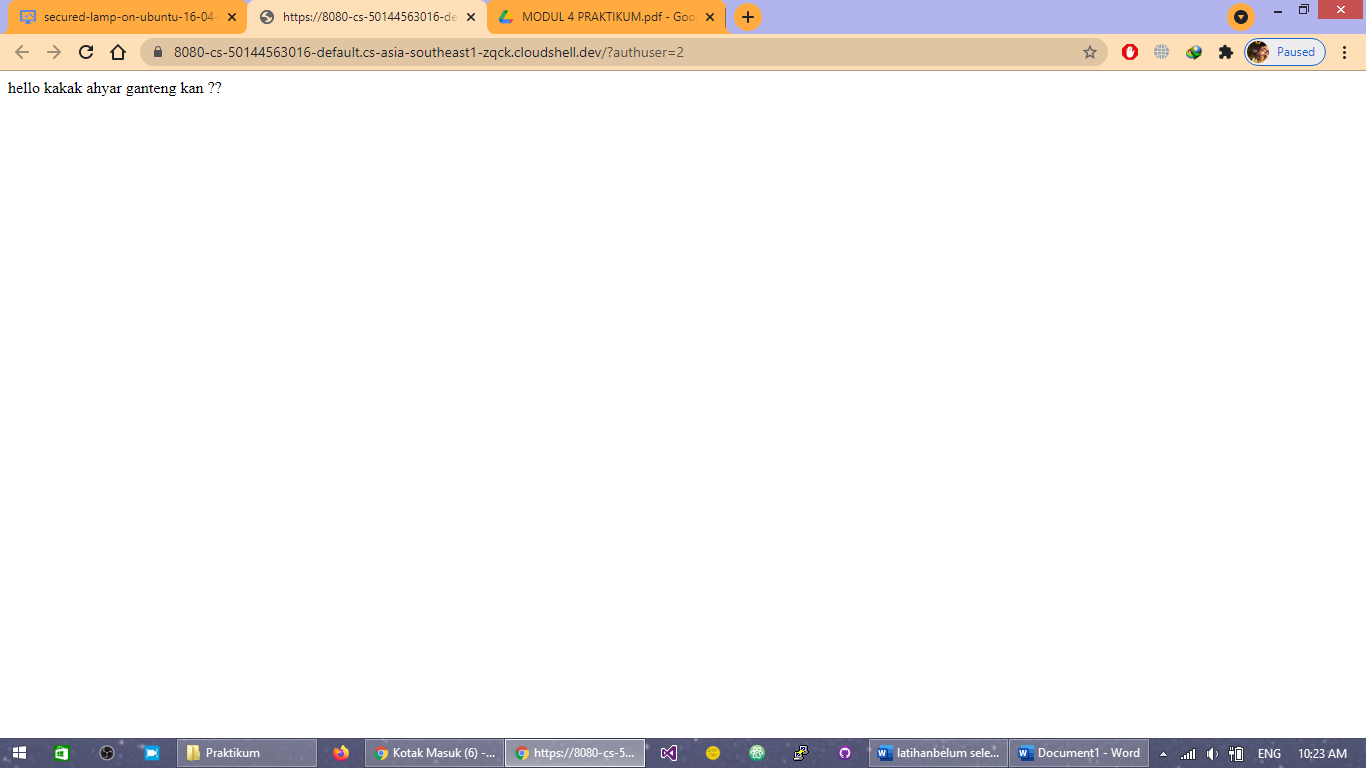 secured-lamp-on-ubuntu-16-04-
https://8080-cs-50144563016-de
MODUL 4 PRAKTIKUM.pdf - Goo
8080-cs-50144563016-default.cs-asia-southeast1-zqck.cloudshell.dev/?authuser=2
Paused
hello kakak ahyar ganteng kan ??
Praktikum
Kotak Masuk (6) -...
https://8080-cs-5...
latihanbelum sele...
Document1 - Word
ENG
10:23 AM